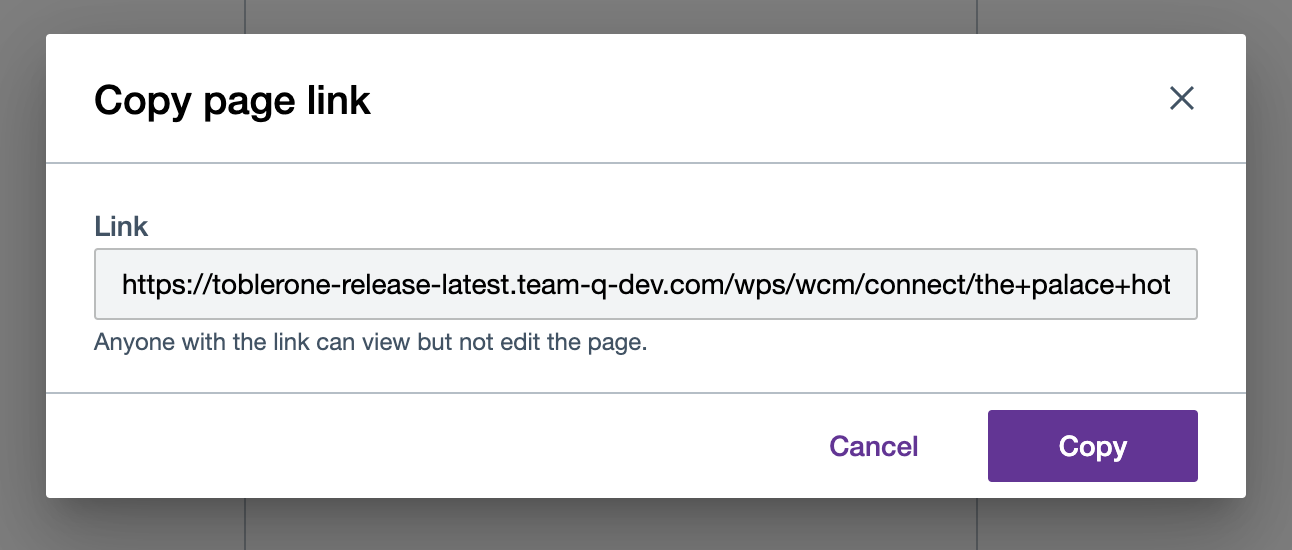 Copy page link
Link
https://toblerone-release-latest.team-q-dev.com/wps/wcm/connect/the+palace+hot
Anyone with the link can view but not edit the page.
Cancel
Copy